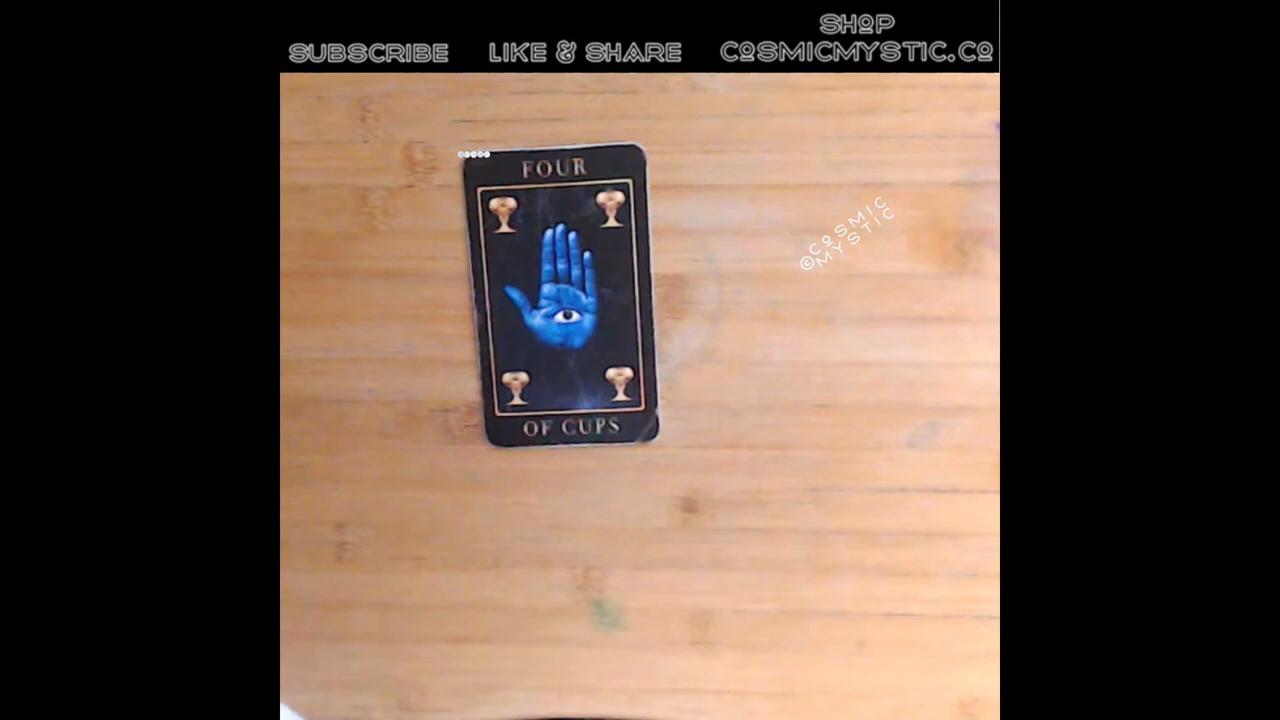 SHOP
SUBSCRIBE LIKE & SHARE COSMICMYSTIC.CO
FOUR
© COSMIC
MYSTIC
OF CUPS